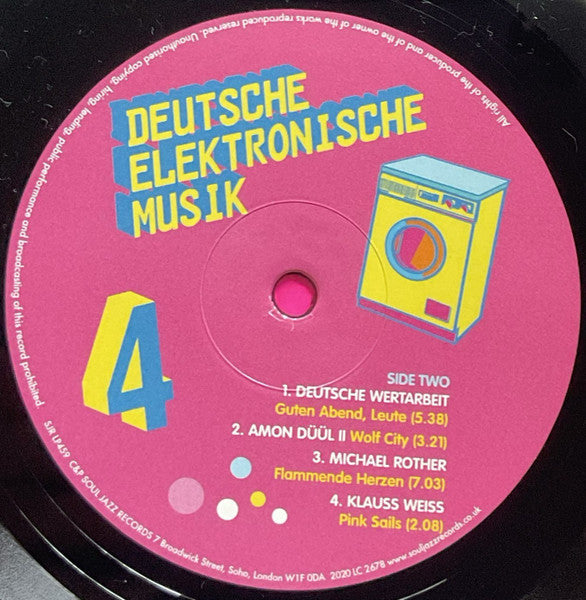 All rights of the producer and of the owner of the works reproduced reserved. Unauthorised copying, hiring, lending, public performance and broadcasting of this record prohibited.
DEUTSCHE
ELEKTRONISCHE
MUSIK
4
SIDE TWO
1. DEUTSCHE WERTARBEIT
Guten Abend, Leute (5.38)
2. AMON DÜÜL II Wolf City (3.21)
3. MICHAEL ROTHER
Flammende Herzen (7.03)
4. KLAUSS WEISS
Pink Sails (2.08)
SJR LP459 C&P SOUL JAZZ RECORDS 7 Broadwick Street, Soho, London W1F 0DA 2020 LC 2678 www.souljazzrecords.co.uk